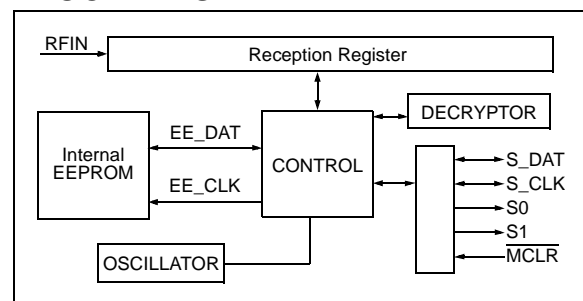 RFIN
Reception Register
DECRYPTOR
EE_DAT
Internal
EEPROM
CONTROL
EE_CLK
S_DAT
S_CLK
S0
S1
MCLR
OSCILLATOR